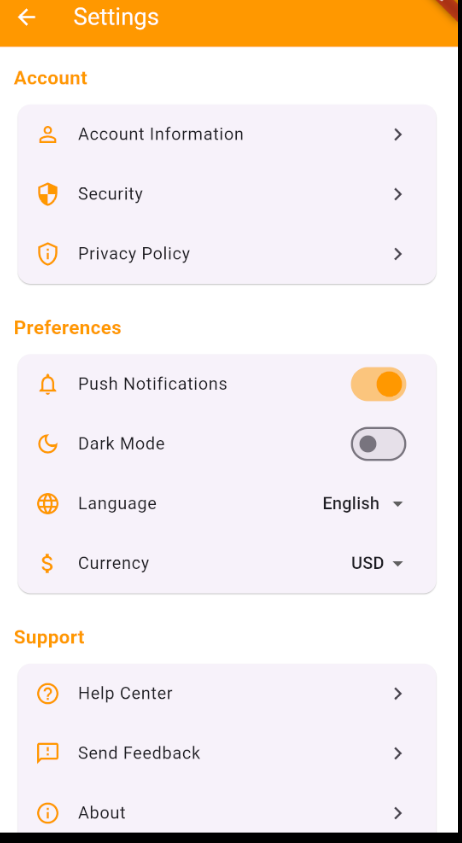 Settings
Account
Account Information
Security
Privacy Policy
Preferences
Push Notifications
Dark Mode
Language English
Currency USD
Support
Help Center
Send Feedback
About